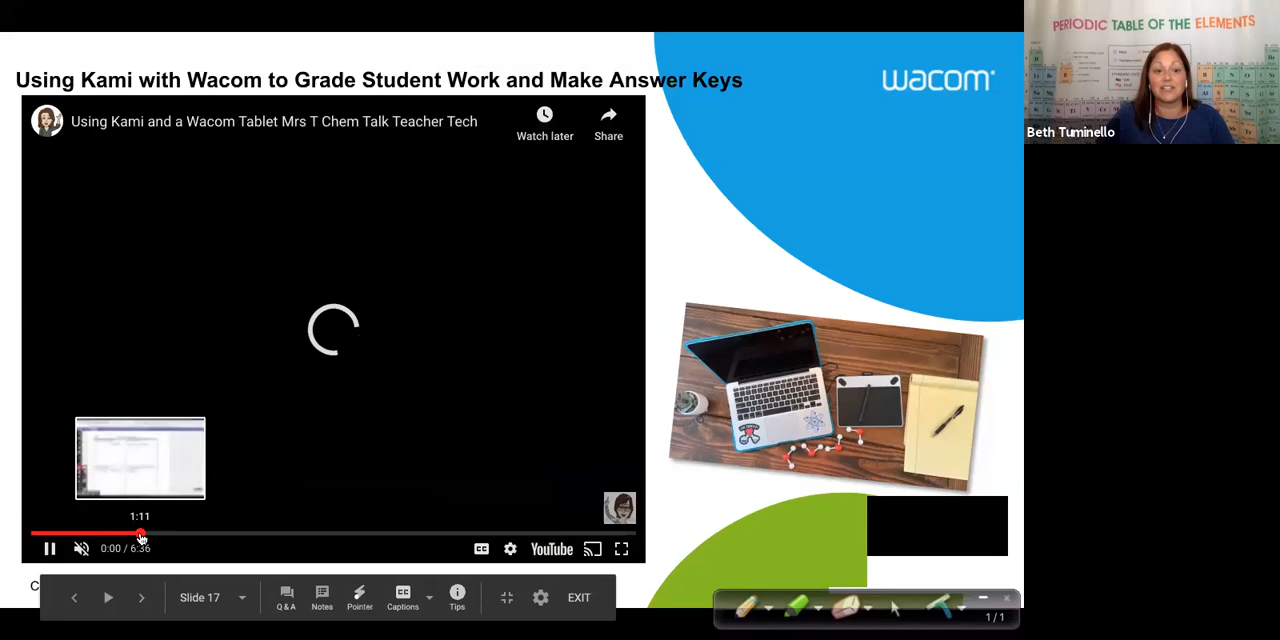 PERIODIC TABLE OF THE ELEMENTS
Beth Tuminello
Using Kami with Wacom to Grade Student Work and Make Answer Keys
wacom
Using Kami and a Wacom Tablet Mrs T Chem Talk Teacher Tech
Watch later
Share
1:11
0:00 / 6:36
CC
YouTube
C
Slide 17
Q & A
Notes
Pointer
CC
Captions
Tips
EXIT
1 / 1